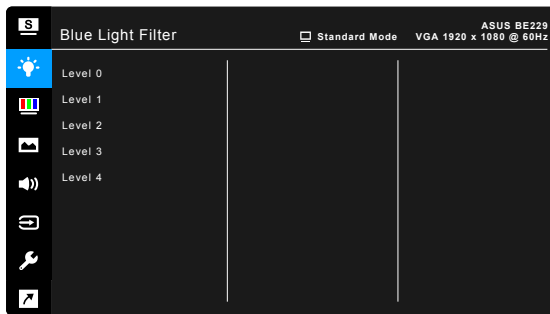 S
Blue Light Filter
Standard Mode
ASUS BE229
VGA 1920 x 1080 @ 60Hz
Level 0
Level 1
Level 2
Level 3
Level 4